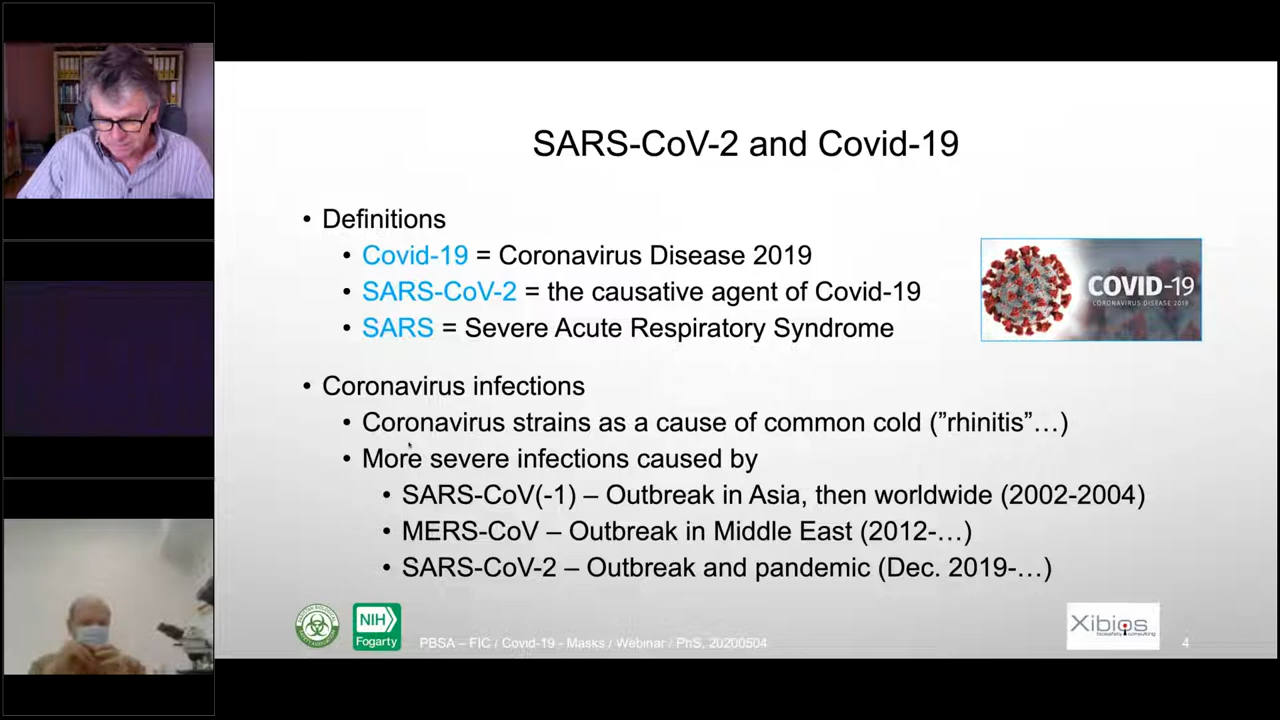 SARS-CoV-2 and Covid-19
• Definitions
• Covid-19 = Coronavirus Disease 2019
• SARS-CoV-2 = the causative agent of Covid-19
• SARS = Severe Acute Respiratory Syndrome
COVID-19
CORONAVIRUS DISEASE 2019
• Coronavirus infections
• Coronavirus strains as a cause of common cold (”rhinitis”…)
• More severe infections caused by
• SARS-CoV(-1) – Outbreak in Asia, then worldwide (2002-2004)
• MERS-CoV – Outbreak in Middle East (2012-…)
• SARS-CoV-2 – Outbreak and pandemic (Dec. 2019-…)
NIH
Fogarty
PBSA – FIC / Covid-19 - Masks / Webinar / PhS, 20200504
Xibios
biosafety consulting
4